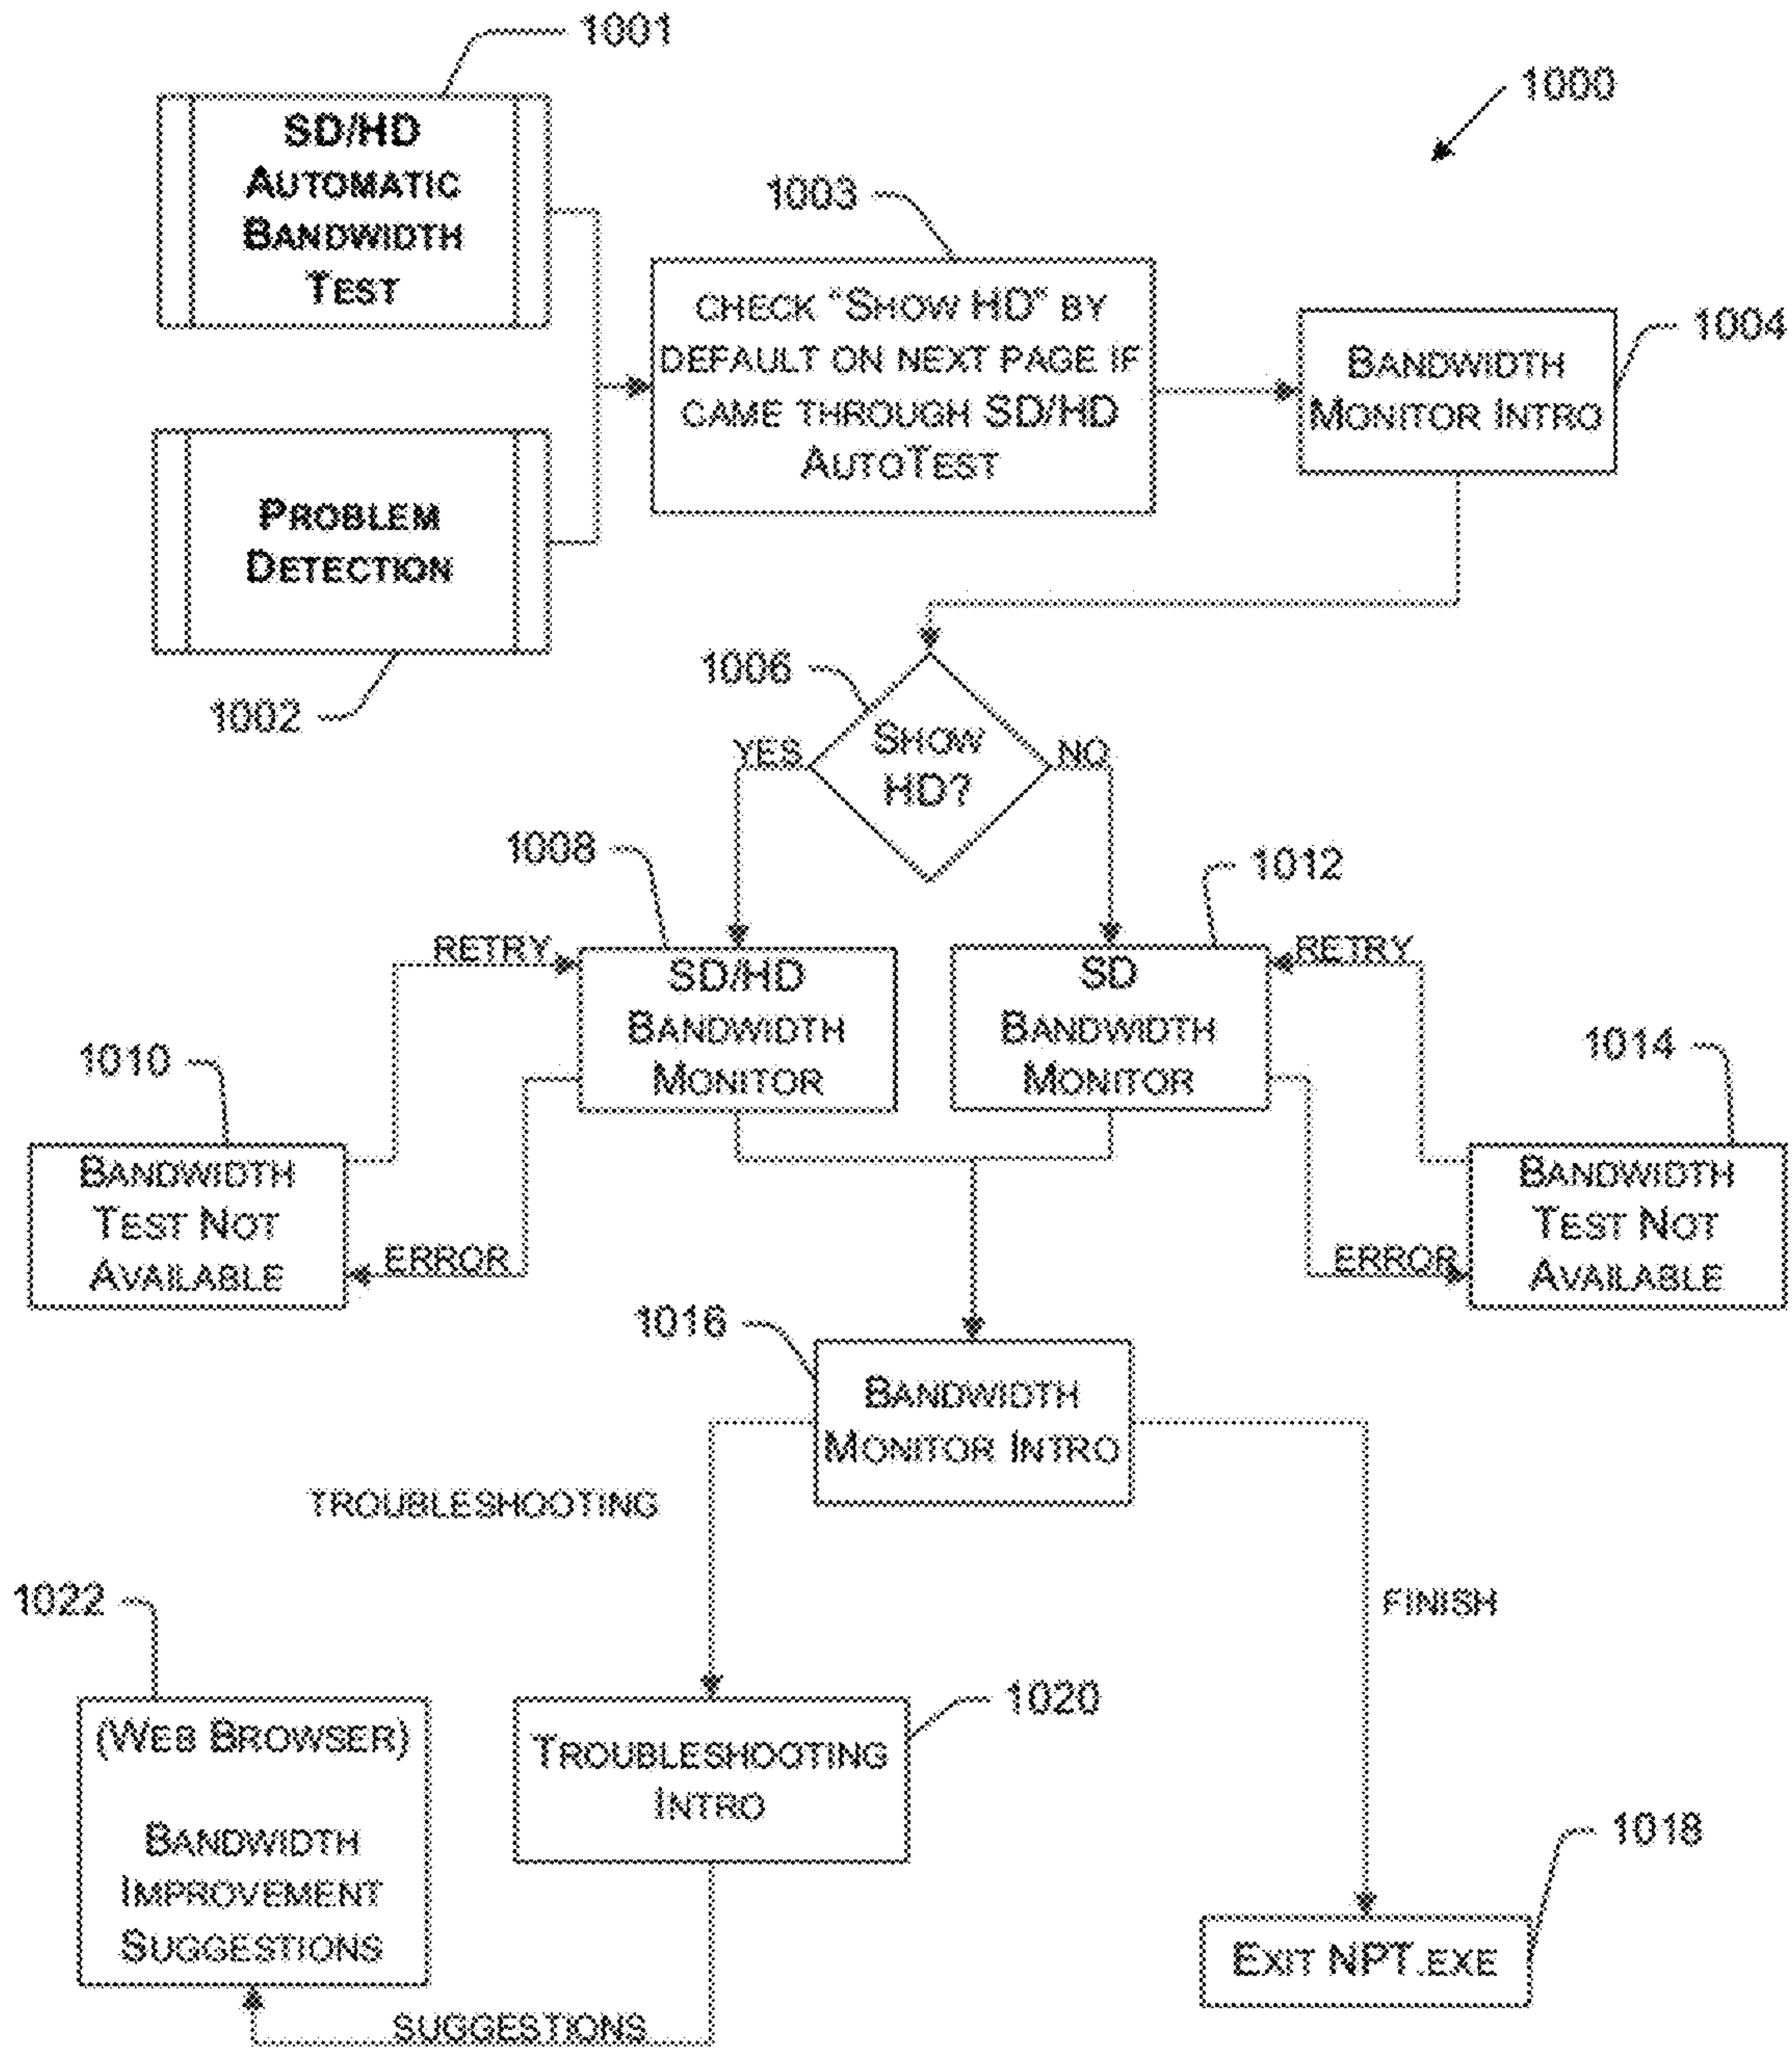 1001
1000
SD/HD
AUTOMATIC
BANDWIDTH
TEST
1003
CHECK “SHOW HD” BY
DEFAULT ON NEXT PAGE IF
CAME THROUGH SD/HD
AUTOTEST
1004
BANDWIDTH
MONITOR INTRO
PROBLEM
DETECTION
1002
1006
SHOW
HD?
YES
NO
1008
1012
RETRY
SD/HD
BANDWIDTH
MONITOR
SD
BANDWIDTH
MONITOR
RETRY
1010
1014
BANDWIDTH
TEST NOT
AVAILABLE
ERROR
ERROR
BANDWIDTH
TEST NOT
AVAILABLE
1016
BANDWIDTH
MONITOR INTRO
TROUBLESHOOTING
FINISH
1022
1020
(WEB BROWSER)
BANDWIDTH
IMPROVEMENT
SUGGESTIONS
TROUBLESHOOTING
INTRO
1018
EXIT NPT.EXE
SUGGESTIONS